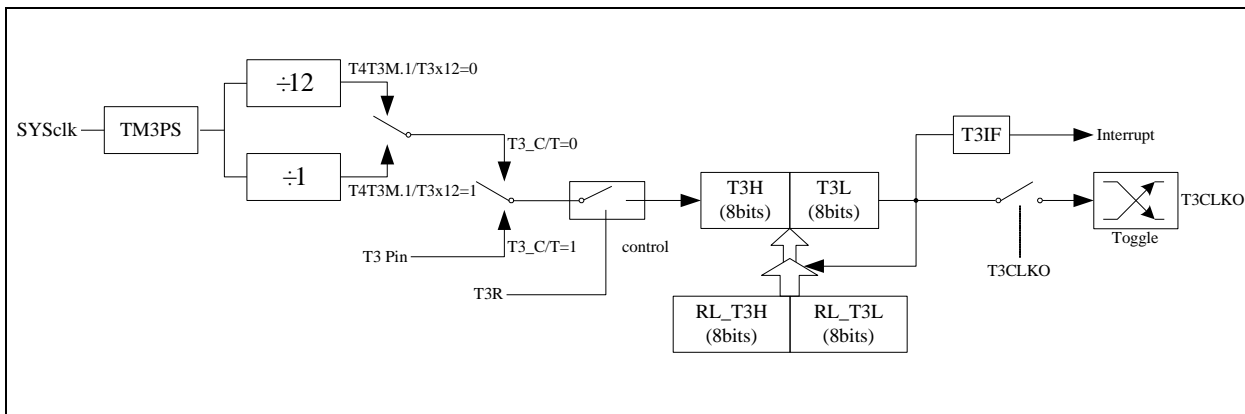 ÷12
T4T3M.1/T3x12=0
SYSclk
TM3PS
÷1
T4T3M.1/T3x12=1
T3_C/T=0
T3 Pin
T3_C/T=1
T3R
control
T3H
(8bits)
T3L
(8bits)
RL_T3H
(8bits)
RL_T3L
(8bits)
T3IF
Interrupt
T3CLKO
Toggle
T3CLKO